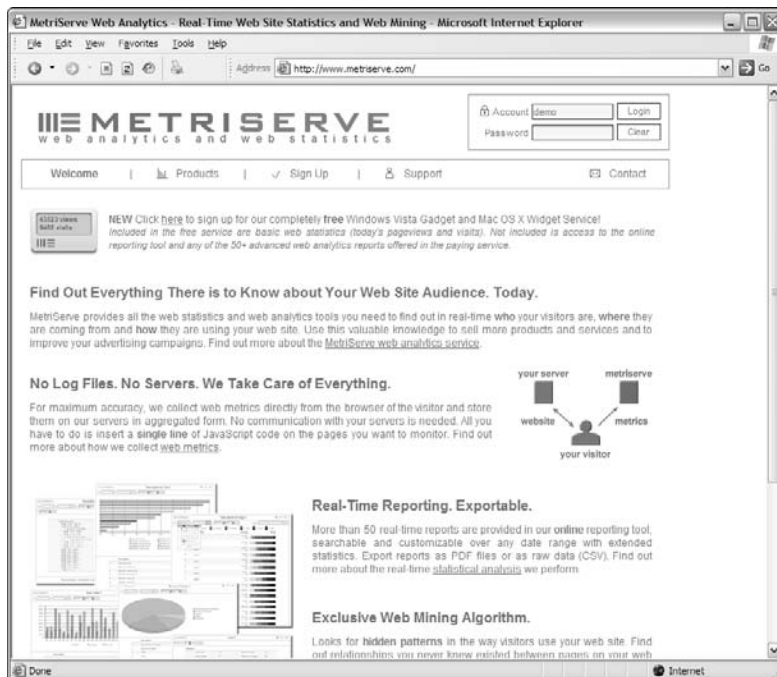 MetriServe Web Analytics - Real-Time Web Site Statistics and Web Mining - Microsoft Internet Explorer
File Edit View Favorites Tools Help
Address http://www.metriserve.com/ Go
METRISERVE
web analytics and web statistics
Account demo Login
Password Clear
Welcome | Products | Sign Up | Support Contact
NEW Click here to sign up for our completely free Windows Vista Gadget and Mac OS X Widget Service!
Included in the free service are basic web statistics (today's pageviews and visits). Not included is access to the online
reporting tool and any of the 50+ advanced web analytics reports offered in the paying service.
Find Out Everything There is to Know about Your Web Site Audience. Today.
MetriServe provides all the web statistics and web analytics tools you need to find out in real-time who your visitors are, where they
are coming from and how they are using your web site. Use this valuable knowledge to sell more products and services and to
improve your advertising campaigns. Find out more about the MetriServe web analytics service.
No Log Files. No Servers. We Take Care of Everything.
For maximum accuracy, we collect web metrics directly from the browser of the visitor and store
them on our servers in aggregated form. No communication with your servers is needed. All you
have to do is insert a single line of JavaScript code on the pages you want to monitor. Find out
more about how we collect web metrics.
your server metriserve
website metrics
your visitor
Real-Time Reporting. Exportable.
More than 50 real-time reports are provided in our online reporting tool,
searchable and customizable over any date range with extended
statistics. Export reports as PDF files or as raw data (CSV). Find out
more about the real-time statistical analysis we perform
Exclusive Web Mining Algorithm.
Looks for hidden patterns in the way visitors use your web site. Find
out relationships you never knew existed between pages on your web
Done Internet